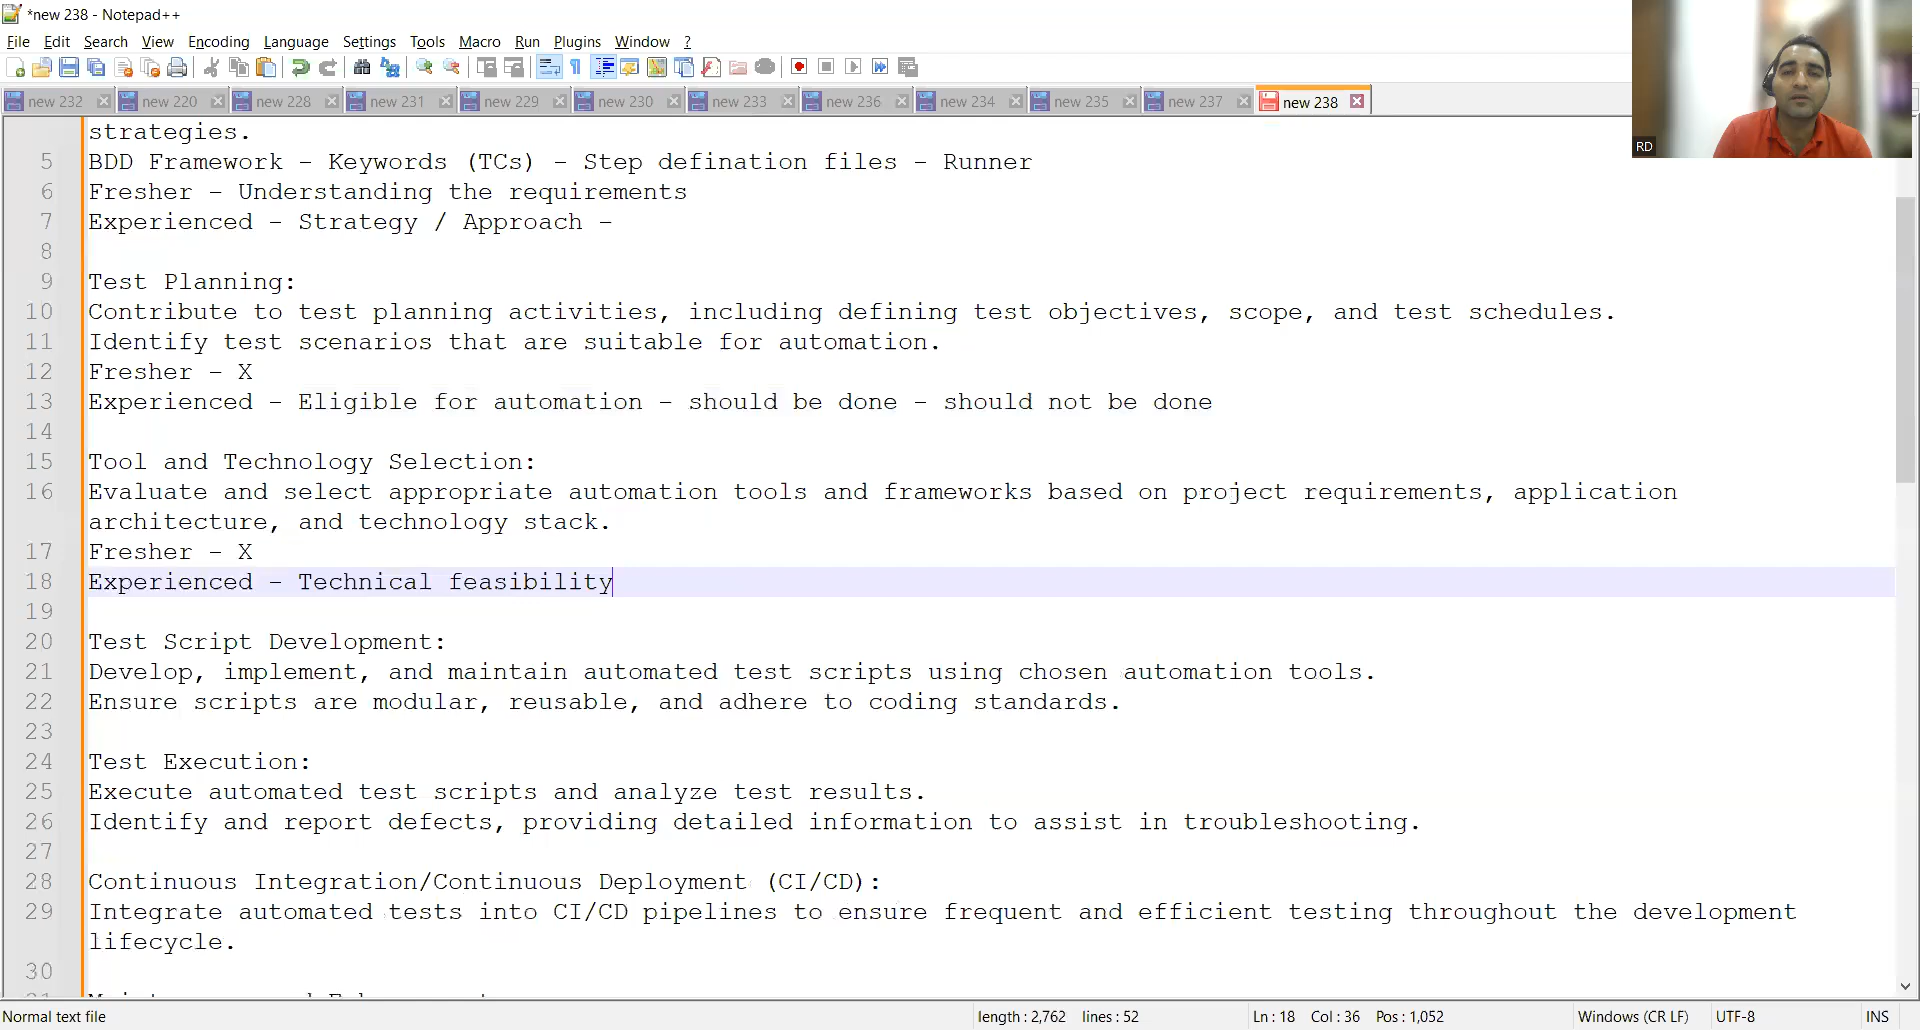 *new 238 - Notepad++
File Edit Search View Encoding Language Settings Tools Macro Run Plugins Window ?
new 232 new 220 new 228 new 231 new 229 new 230 new 233 new 236 new 234 new 235 new 237 new 238
RD
strategies.
5 BDD Framework - Keywords (TCs) - Step defination files - Runner
6 Fresher - Understanding the requirements
7 Experienced - Strategy / Approach -
8
9 Test Planning:
10 Contribute to test planning activities, including defining test objectives, scope, and test schedules.
11 Identify test scenarios that are suitable for automation.
12 Fresher - X
13 Experienced - Eligible for automation - should be done - should not be done
14
15 Tool and Technology Selection:
16 Evaluate and select appropriate automation tools and frameworks based on project requirements, application
architecture, and technology stack.
17 Fresher - X
18 Experienced - Technical feasibility
19
20 Test Script Development:
21 Develop, implement, and maintain automated test scripts using chosen automation tools.
22 Ensure scripts are modular, reusable, and adhere to coding standards.
23
24 Test Execution:
25 Execute automated test scripts and analyze test results.
26 Identify and report defects, providing detailed information to assist in troubleshooting.
27
28 Continuous Integration/Continuous Deployment (CI/CD):
29 Integrate automated tests into CI/CD pipelines to ensure frequent and efficient testing throughout the development
lifecycle.
30
Normal text file length : 2,762 lines : 52 Ln : 18 Col : 36 Pos : 1,052 Windows (CR LF) UTF-8 INS